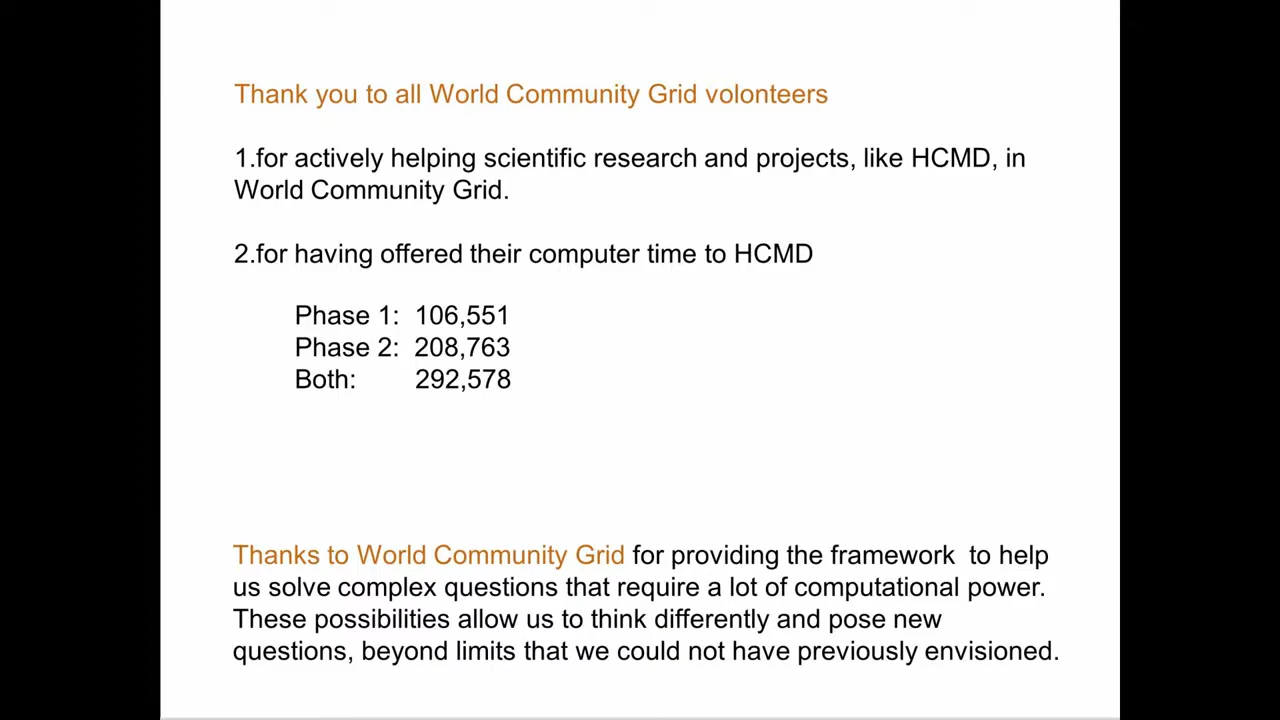 Thank you to all World Community Grid volonteers
1.for actively helping scientific research and projects, like HCMD, in
World Community Grid.
2.for having offered their computer time to HCMD
Phase 1: 106,551
Phase 2: 208,763
Both: 292,578
Thanks to World Community Grid for providing the framework to help
us solve complex questions that require a lot of computational power.
These possibilities allow us to think differently and pose new
questions, beyond limits that we could not have previously envisioned.